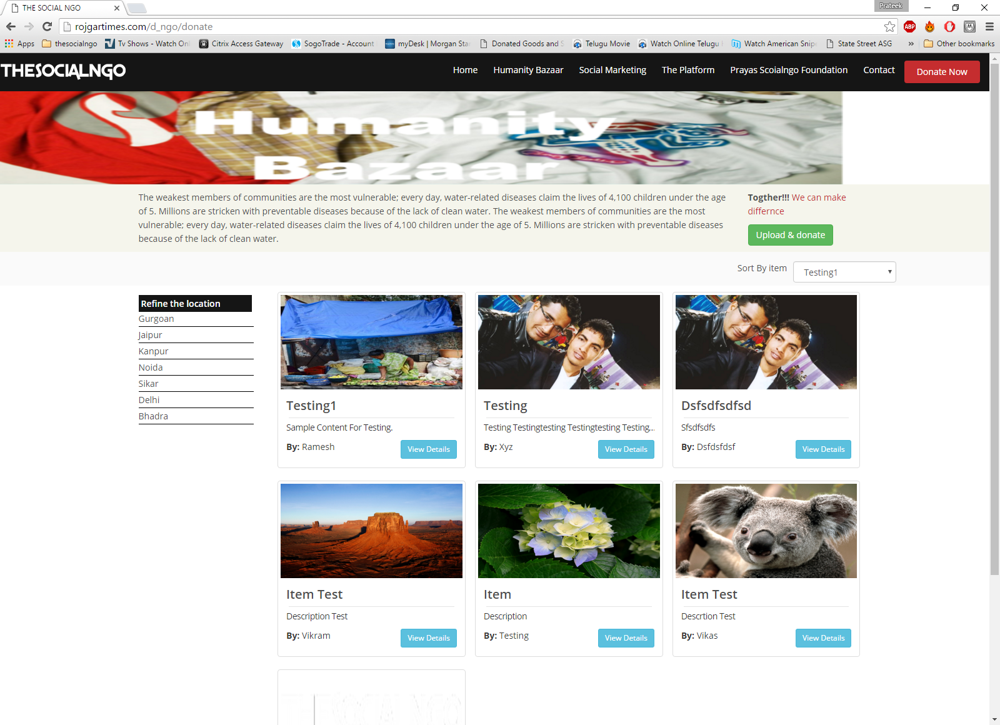 THE SOCIAL NGO
Prateek
rojgartimes.com/d_ngo/donate
ABP
Apps
thesocialngo
Tv Shows - Watch Onl
Citrix Access Gateway
SogoTrade - Account
myDesk | Morgan Sta
Donated Goods and S
Telugu Movie
Watch Online Telugu
Watch American Snipe
State Street ASG
»
Other bookmarks
THESOCIALNGO
Home
Humanity Bazaar
Social Marketing
The Platform
Prayas Scoialngo Foundation
Contact
Donate Now
Humanity
Bazaar
The weakest members of communities are the most vulnerable; every day, water-related diseases claim the lives of 4,100 children under the age
of 5. Millions are stricken with preventable diseases because of the lack of clean water. The weakest members of communities are the most
vulnerable; every day, water-related diseases claim the lives of 4,100 children under the age of 5. Millions are stricken with preventable diseases
because of the lack of clean water.
Togther!!! We can make
differnce
Upload & donate
Sort By item
Testing1
Refine the location
Gurgoan
Jaipur
Kanpur
Noida
Sikar
Delhi
Bhadra
Testing1
Sample Content For Testing.
By: Ramesh
View Details
Testing
Testing Testingtesting Testingtesting Testing...
By: Xyz
View Details
Dsfsdfsdfsd
Sfsdfsdfs
By: Dsfdsfdsf
View Details
Item Test
Description Test
By: Vikram
View Details
Item
Description
By: Testing
View Details
Item Test
Descrtion Test
By: Vikas
View Details
THESOCIALNGO